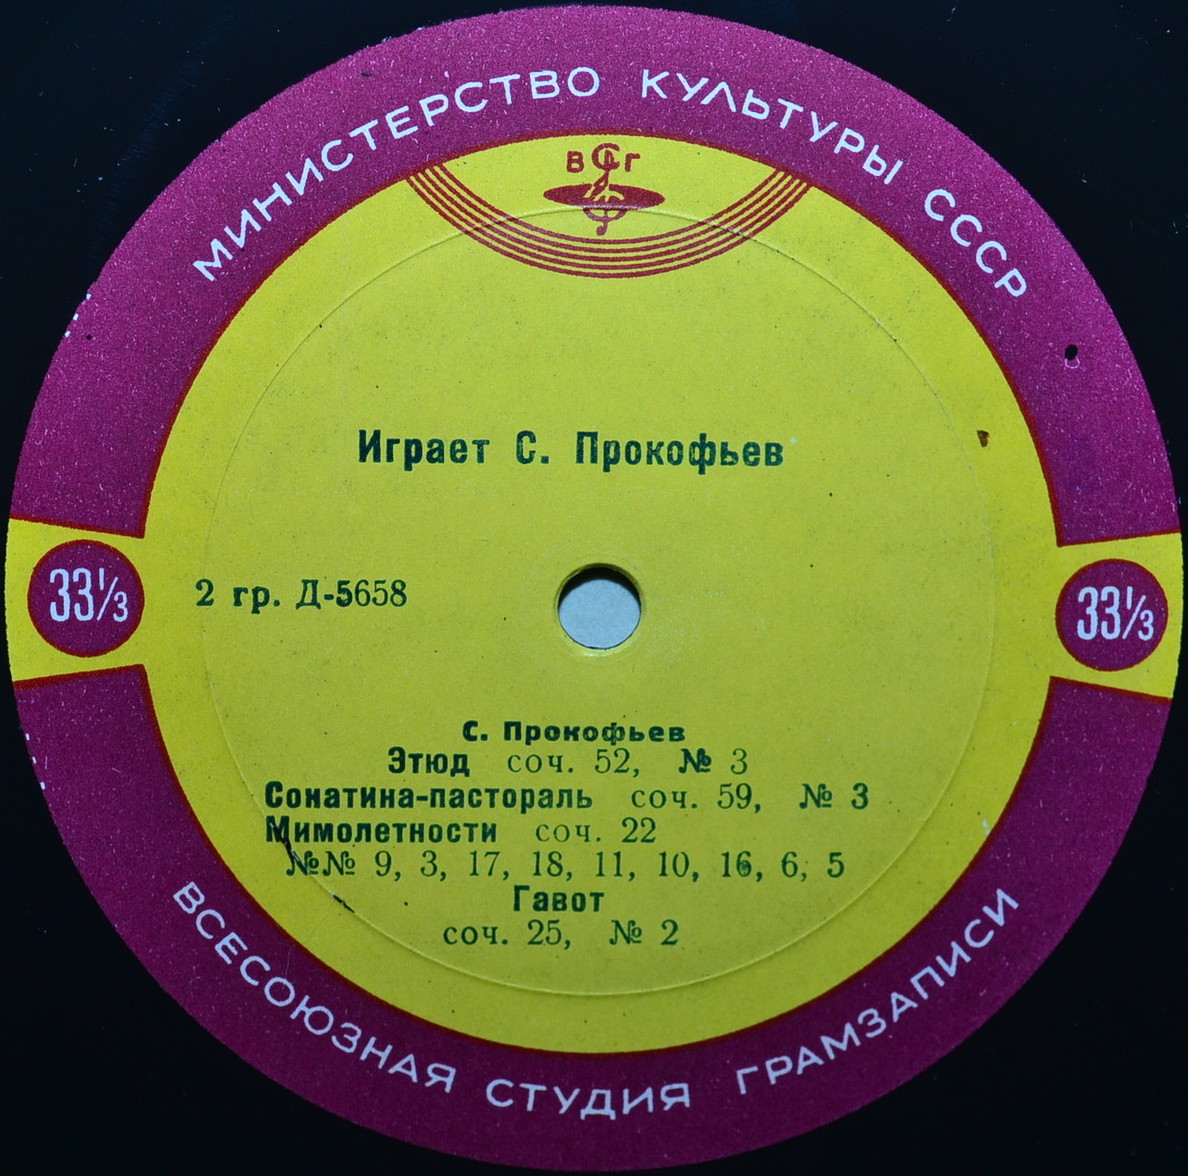 МИНИСТЕРСТВО КУЛЬТУРЫ СССР
ВСГ
Играет С. Прокофьев
33⅓
2 гр. Д-5658
33⅓
С. Прокофьев
Этюд соч. 52, № 3
Сонатина-пастораль соч. 59, № 3
Мимолетности соч. 22
№№ 9, 3, 17, 18, 11, 10, 16, 6, 5
Гавот
соч. 25, № 2
ВСЕСОЮЗНАЯ СТУДИЯ ГРАМЗАПИСИ